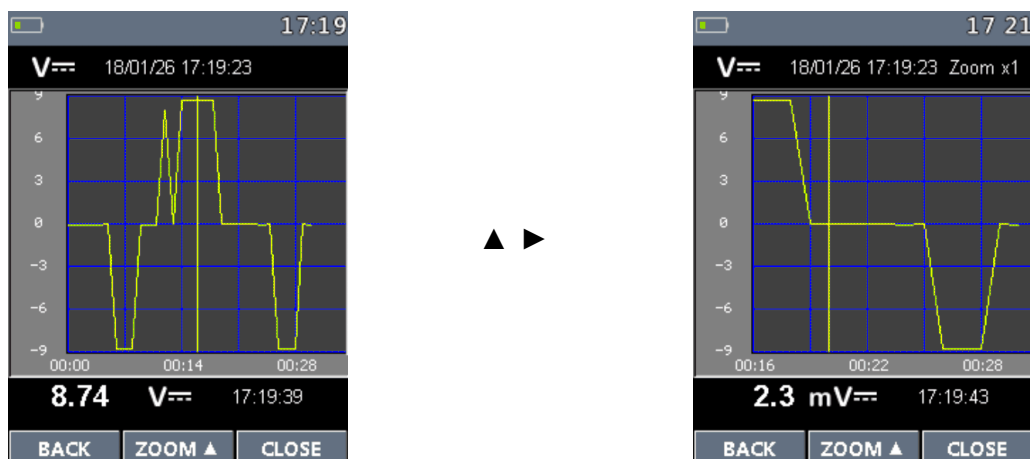 17:19
V 18/01/26 17:19:23
9
6
3
0
-3
-6
-9
00:00 00:14 00:28
8.74 V 17:19:39
BACK ZOOM ▲ CLOSE
▲ ►
17 21
V 18/01/26 17:19:23 Zoom x1
9
6
3
0
-3
-6
-9
00:16 00:22 00:28
2.3 mV 17:19:43
BACK ZOOM ▲ CLOSE